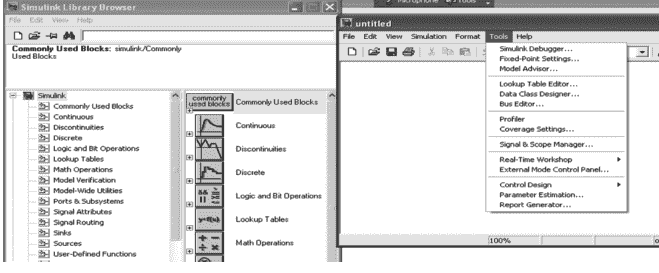 Simulink Library Browser
File Edit View Help
Commonly Used Blocks: simulink/Commonly
Used Blocks
Simulink
Commonly Used Blocks
Continuous
Discontinuities
Discrete
Logic and Bit Operations
Lookup Tables
Math Operations
Model Verification
Model-Wide Utilities
Ports & Subsystems
Signal Attributes
Signal Routing
Sinks
Sources
User-Defined Functions
commonly
used blocks
Commonly Used Blocks
Continuous
Discontinuities
Discrete
Logic and Bit Operations
y=f(u)
Lookup Tables
Math Operations
Microphone
Tools
untitled
File Edit View Simulation Format Tools Help
Simulink Debugger...
Fixed-Point Settings...
Model Advisor...
Lookup Table Editor...
Data Class Designer...
Bus Editor...
Profiler
Coverage Settings...
Signal & Scope Manager...
Real-Time Workshop
External Mode Control Panel...
Control Design
Parameter Estimation...
Report Generator...
100%